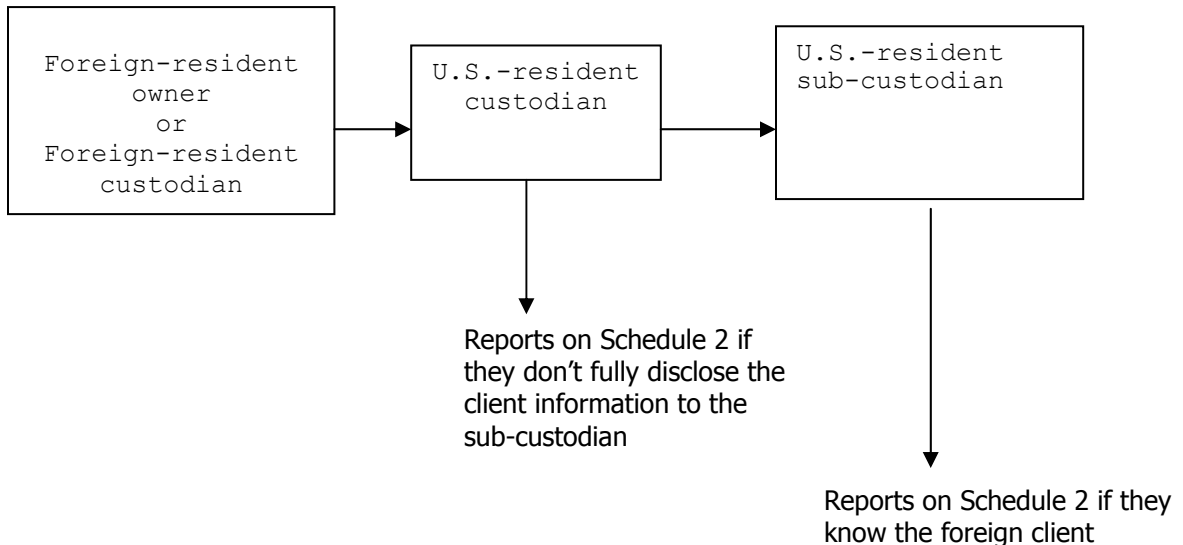 Foreign-resident
owner
or
Foreign-resident
custodian
U.S.-resident
custodian
U.S.-resident
sub-custodian
Reports on Schedule 2 if
they don’t fully disclose the
client information to the
sub-custodian
Reports on Schedule 2 if they
know the foreign client